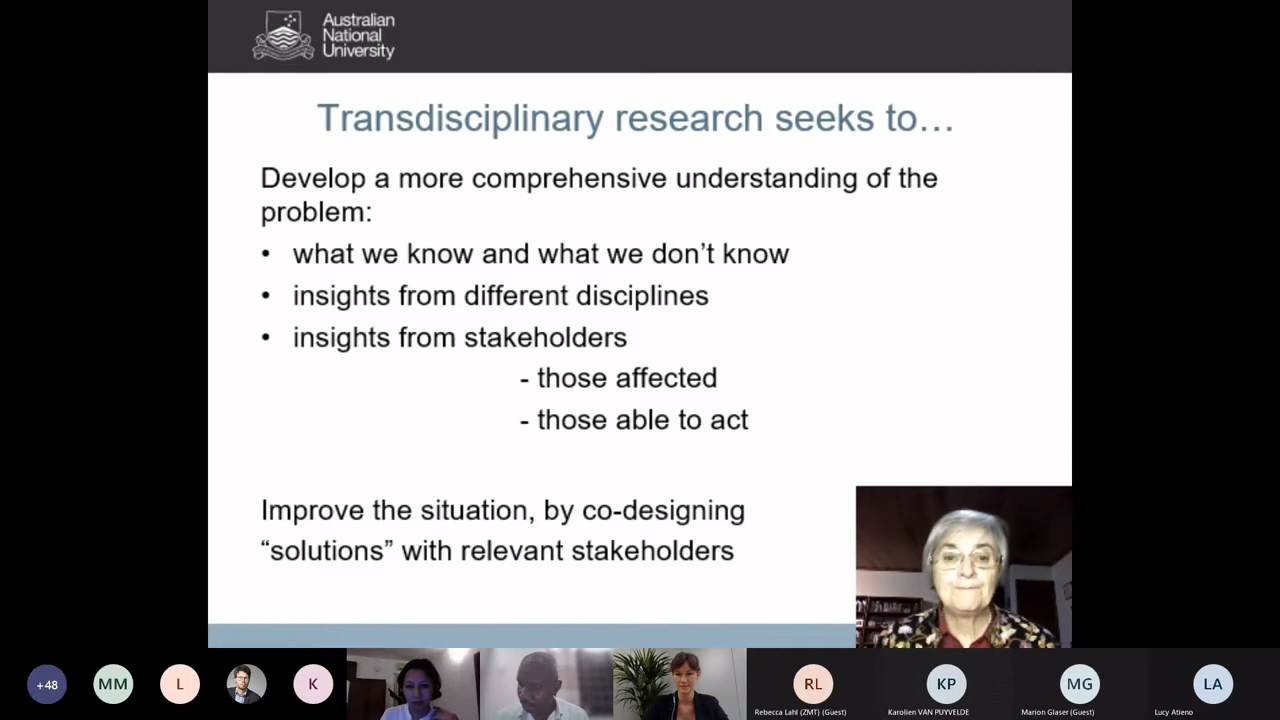 Australian
National
University
Transdisciplinary research seeks to…
Develop a more comprehensive understanding of the
problem:
• what we know and what we don’t know
• insights from different disciplines
• insights from stakeholders
- those affected
- those able to act
Improve the situation, by co-designing
“solutions” with relevant stakeholders
+48
MM
L
K
RL
KP
MG
LA
Rebecca Lahl (ZMT) (Guest)
Karolien VAN PUYVELDE
Marion Glaser (Guest)
Lucy Atieno